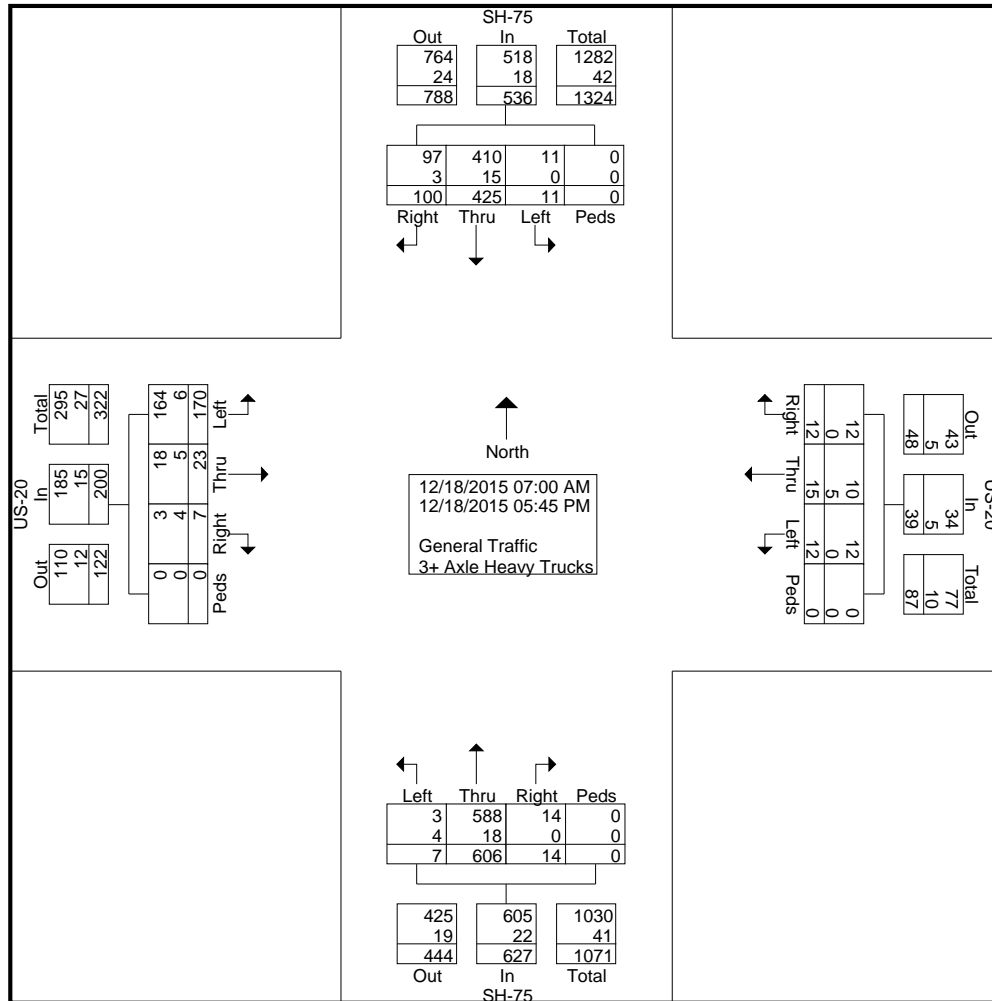 SH-75
Out In Total
764 518 1282
24 18 42
788 536 1324
97 410 11 0
3 15 0 0
100 425 11 0
Right Thru Left Peds
US-20
Total In Out
295 185 110
27 15 12
322 200 122
164 18 3 0
6 5 4 0
170 23 7 0
Left Thru Right Peds
North
12/18/2015 07:00 AM
12/18/2015 05:45 PM
General Traffic
3+ Axle Heavy Trucks
Right Thru Left Peds
12 10 12 0
0 5 0 0
12 15 12 0
US-20
Out In Total
43 34 77
5 5 10
48 39 87
Left Thru Right Peds
3 588 14 0
4 18 0 0
7 606 14 0
425 605 1030
19 22 41
444 627 1071
Out In Total
SH-75